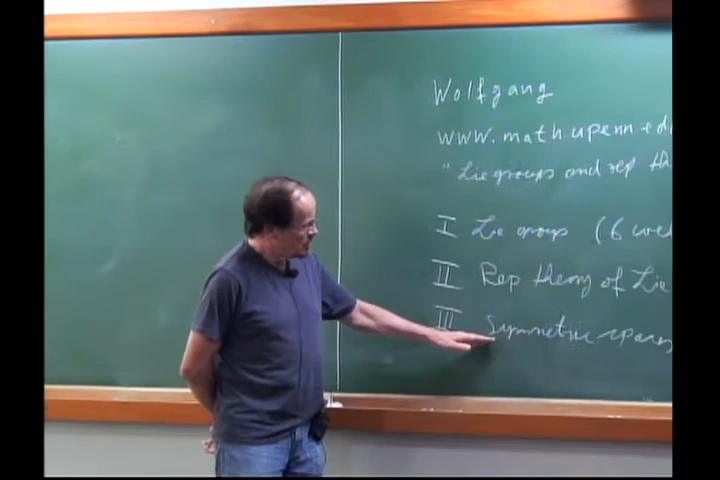 Wolfgang
www.math.upenn.ed
"Lie groups and rep th
I Lie groups (6 we
II Rep theory of Lie
III Symmetric spaces